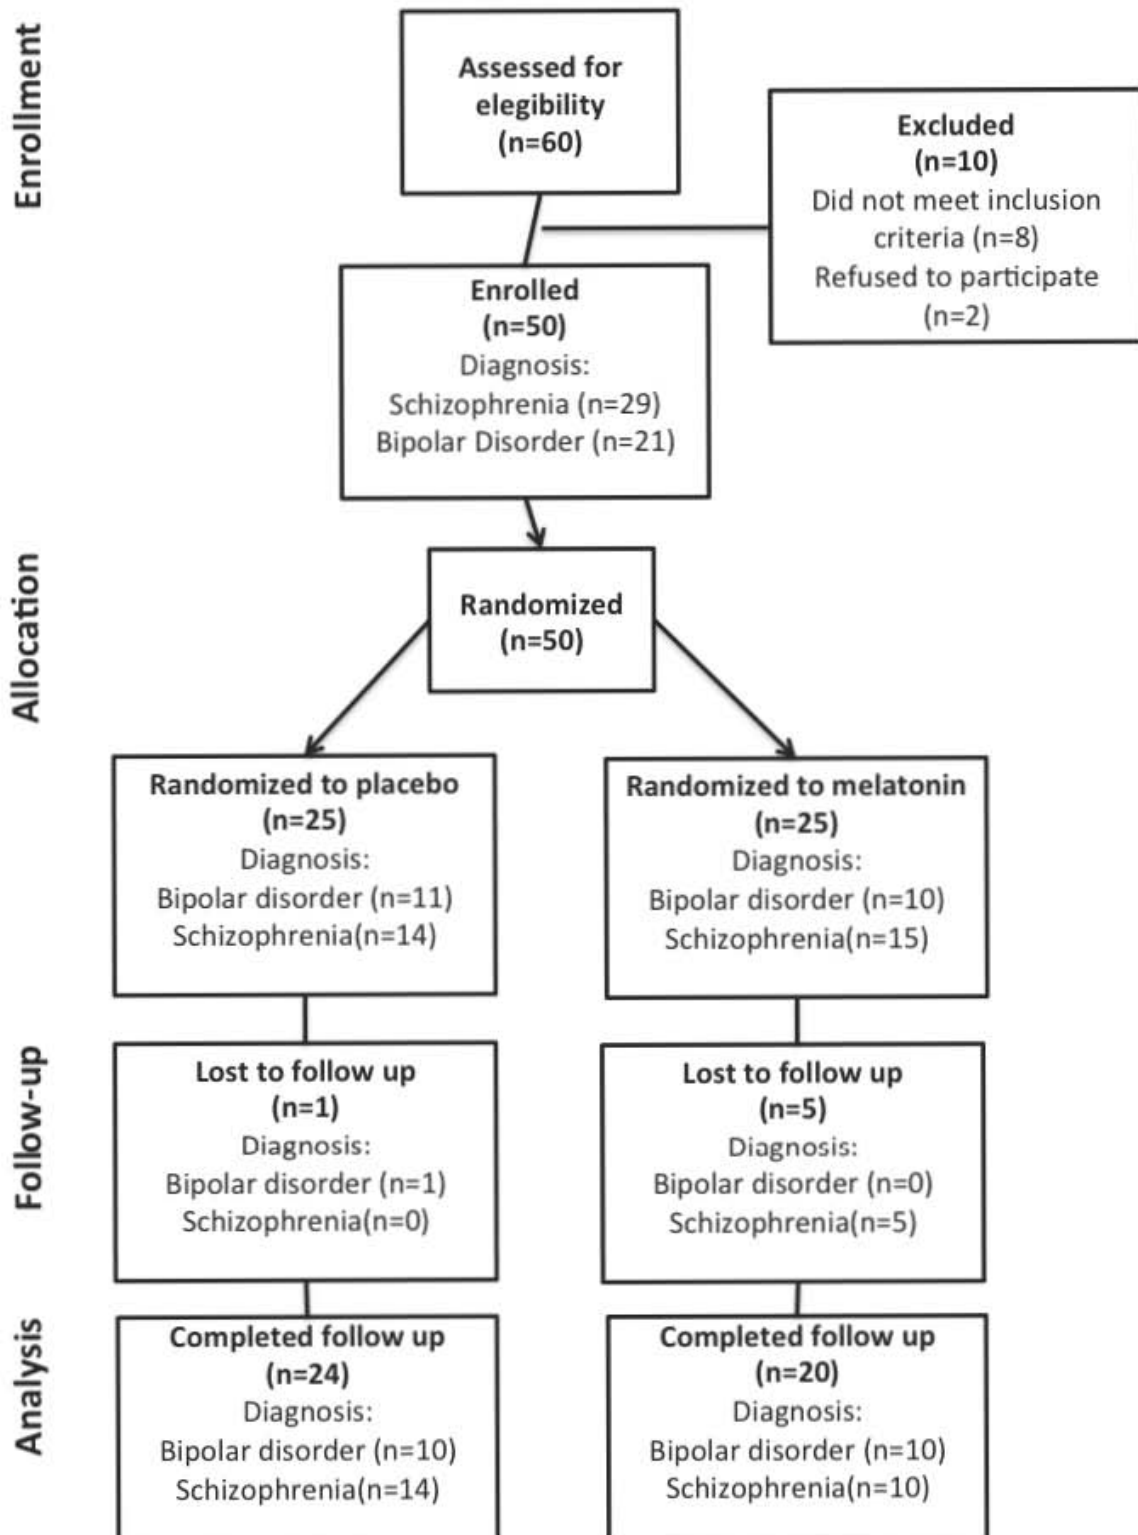 Enrollment
Assessed for
elegibility
(n=60)
Excluded
(n=10)
Did not meet inclusion
criteria (n=8)
Refused to participate
(n=2)
Enrolled
(n=50)
Diagnosis:
Schizophrenia (n=29)
Bipolar Disorder (n=21)
Allocation
Randomized
(n=50)
Randomized to placebo
(n=25)
Diagnosis:
Bipolar disorder (n=11)
Schizophrenia(n=14)
Randomized to melatonin
(n=25)
Diagnosis:
Bipolar disorder (n=10)
Schizophrenia(n=15)
Follow-up
Lost to follow up
(n=1)
Diagnosis:
Bipolar disorder (n=1)
Schizophrenia(n=0)
Lost to follow up
(n=5)
Diagnosis:
Bipolar disorder (n=0)
Schizophrenia(n=5)
Analysis
Completed follow up
(n=24)
Diagnosis:
Bipolar disorder (n=10)
Schizophrenia(n=14)
Completed follow up
(n=20)
Diagnosis:
Bipolar disorder (n=10)
Schizophrenia(n=10)